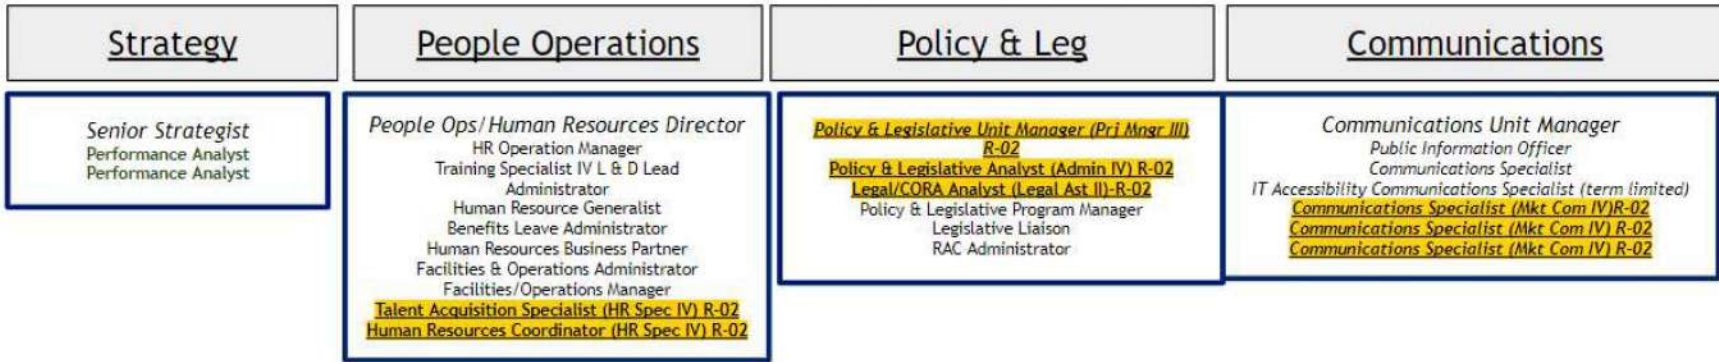 Strategy
Senior Strategist
Performance Analyst
Performance Analyst
People Operations
People Ops/Human Resources Director
HR Operation Manager
Training Specialist IV L & D Lead
Administrator
Human Resource Generalist
Benefits Leave Administrator
Human Resources Business Partner
Facilities & Operations Administrator
Facilities/Operations Manager
Talent Acquisition Specialist (HR Spec IV) R-02
Human Resources Coordinator (HR Spec IV) R-02
Policy & Leg
Policy & Legislative Unit Manager (Prj Mngr III)
R-02
Policy & Legislative Analyst (Admin IV) R-02
Legal/CORA Analyst (Legal Ast II)-R-02
Policy & Legislative Program Manager
Legislative Liaison
RAC Administrator
Communications
Communications Unit Manager
Public Information Officer
Communications Specialist
IT Accessibility Communications Specialist (term limited)
Communications Specialist (Mkt Com IV)R-02
Communications Specialist (Mkt Com IV) R-02
Communications Specialist (Mkt Com IV) R-02